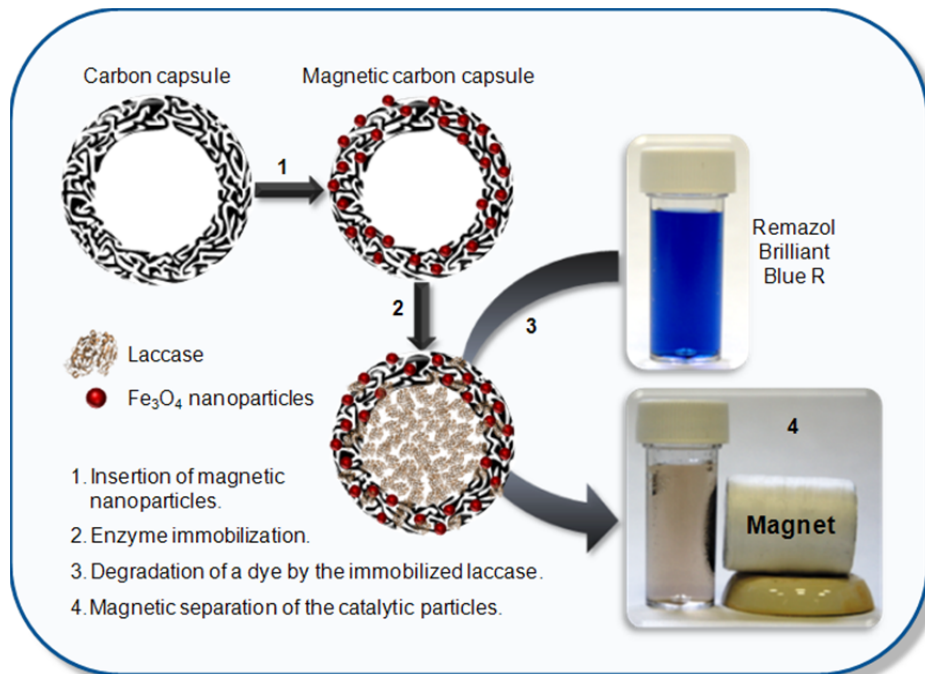 Carbon capsule
Magnetic carbon capsule
1
Remazol
Brilliant
Blue R
2
3
Laccase
Fe₃O₄ nanoparticles
4
Magnet
1. Insertion of magnetic
nanoparticles.
2. Enzyme immobilization.
3. Degradation of a dye by the immobilized laccase.
4. Magnetic separation of the catalytic particles.